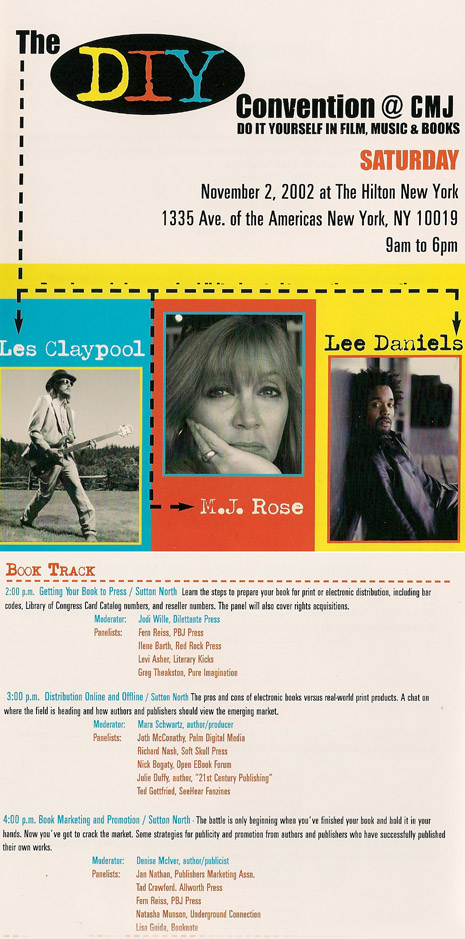 The DIY
Convention @ CMJ
DO IT YOURSELF IN FILM, MUSIC & BOOKS
SATURDAY
November 2, 2002 at The Hilton New York
1335 Ave. of the Americas New York, NY 10019
9am to 6pm
Les Claypool
Lee Daniels
M.J. Rose
BOOK TRACK
2:00 p.m. Getting Your Book to Press / Sutton North Learn the steps to prepare your book for print or electronic distribution, including bar
codes, Library of Congress Card Catalog numbers, and reseller numbers. The panel will also cover rights acquisitions.
Moderator: Jodi Wille, Dilettante Press
Panelists: Fern Reiss, PBJ Press
Ilene Barth, Red Rock Press
Levi Asher, Literary Kicks
Greg Theakston, Pure Imagination
3:00 p.m. Distribution Online and Offline / Sutton North The pros and cons of electronic books versus real-world print products. A chat on
where the field is heading and how authors and publishers should view the emerging market.
Moderator: Mara Schwartz, author/producer
Panelists: Joth McConathy, Palm Digital Media
Richard Nash, Soft Skull Press
Nick Bogaty, Open EBook Forum
Julie Duffy, author, "21st Century Publishing"
Ted Gottfried, SeeHear Fanzines
4:00 p.m. Book Marketing and Promotion / Sutton North - The battle is only beginning when you've finished your book and hold it in your
hands. Now you've got to crack the market. Some strategies for publicity and promotion from authors and publishers who have successfully published
their own works.
Moderator: Denise McIver, author/publicist
Panelists: Jan Nathan, Publishers Marketing Assn.
Tad Crawford. Allworth Press
Fern Reiss, PBJ Press
Natasha Munson, Underground Connection
Lisa Guida, Booknote